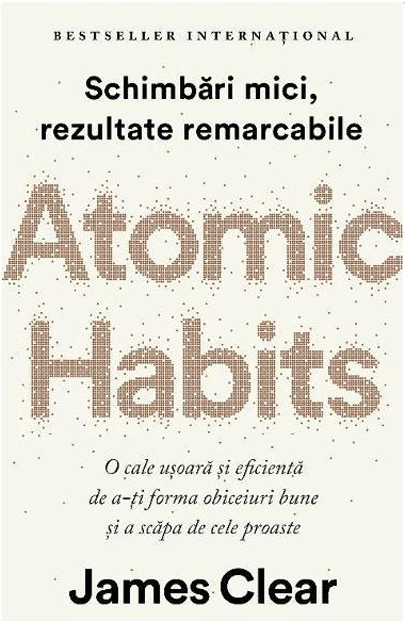 BESTSELLER INTERNAȚIONAL
Schimbări mici,
rezultate remarcabile
Atomic
Habits
O cale ușoară și eficientă
de a-ți forma obiceiuri bune
și a scăpa de cele proaste
James Clear